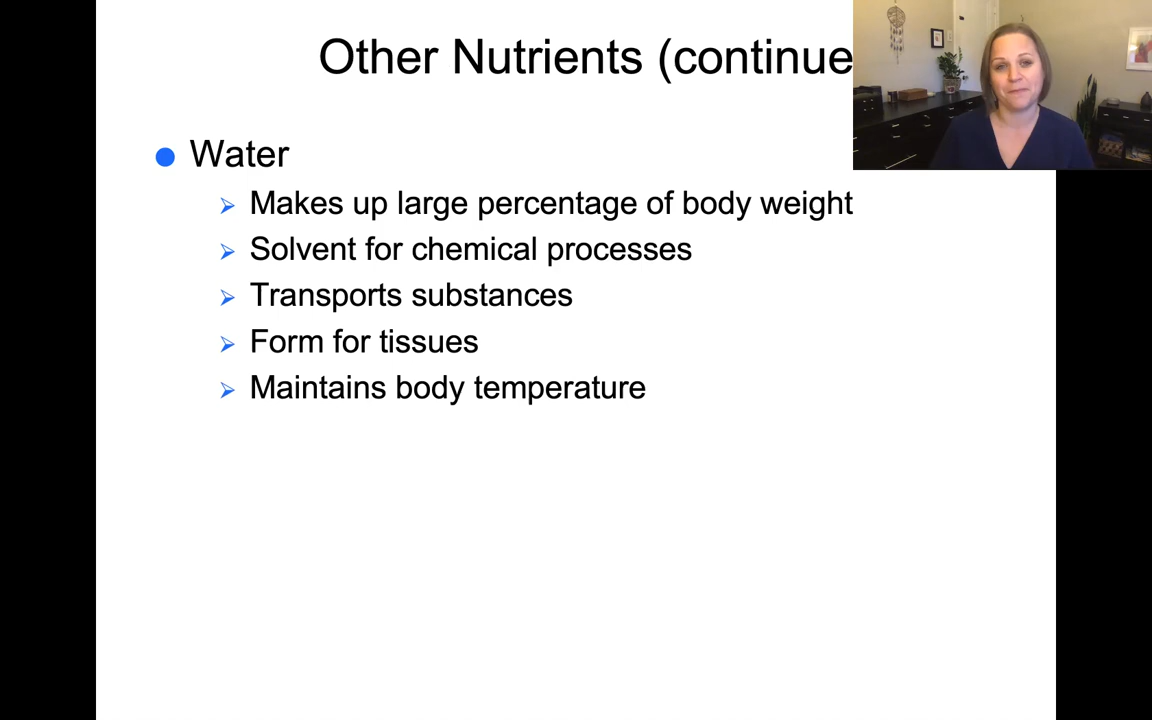 Other Nutrients (continue
Water
Makes up large percentage of body weight
Solvent for chemical processes
Transports substances
Form for tissues
Maintains body temperature